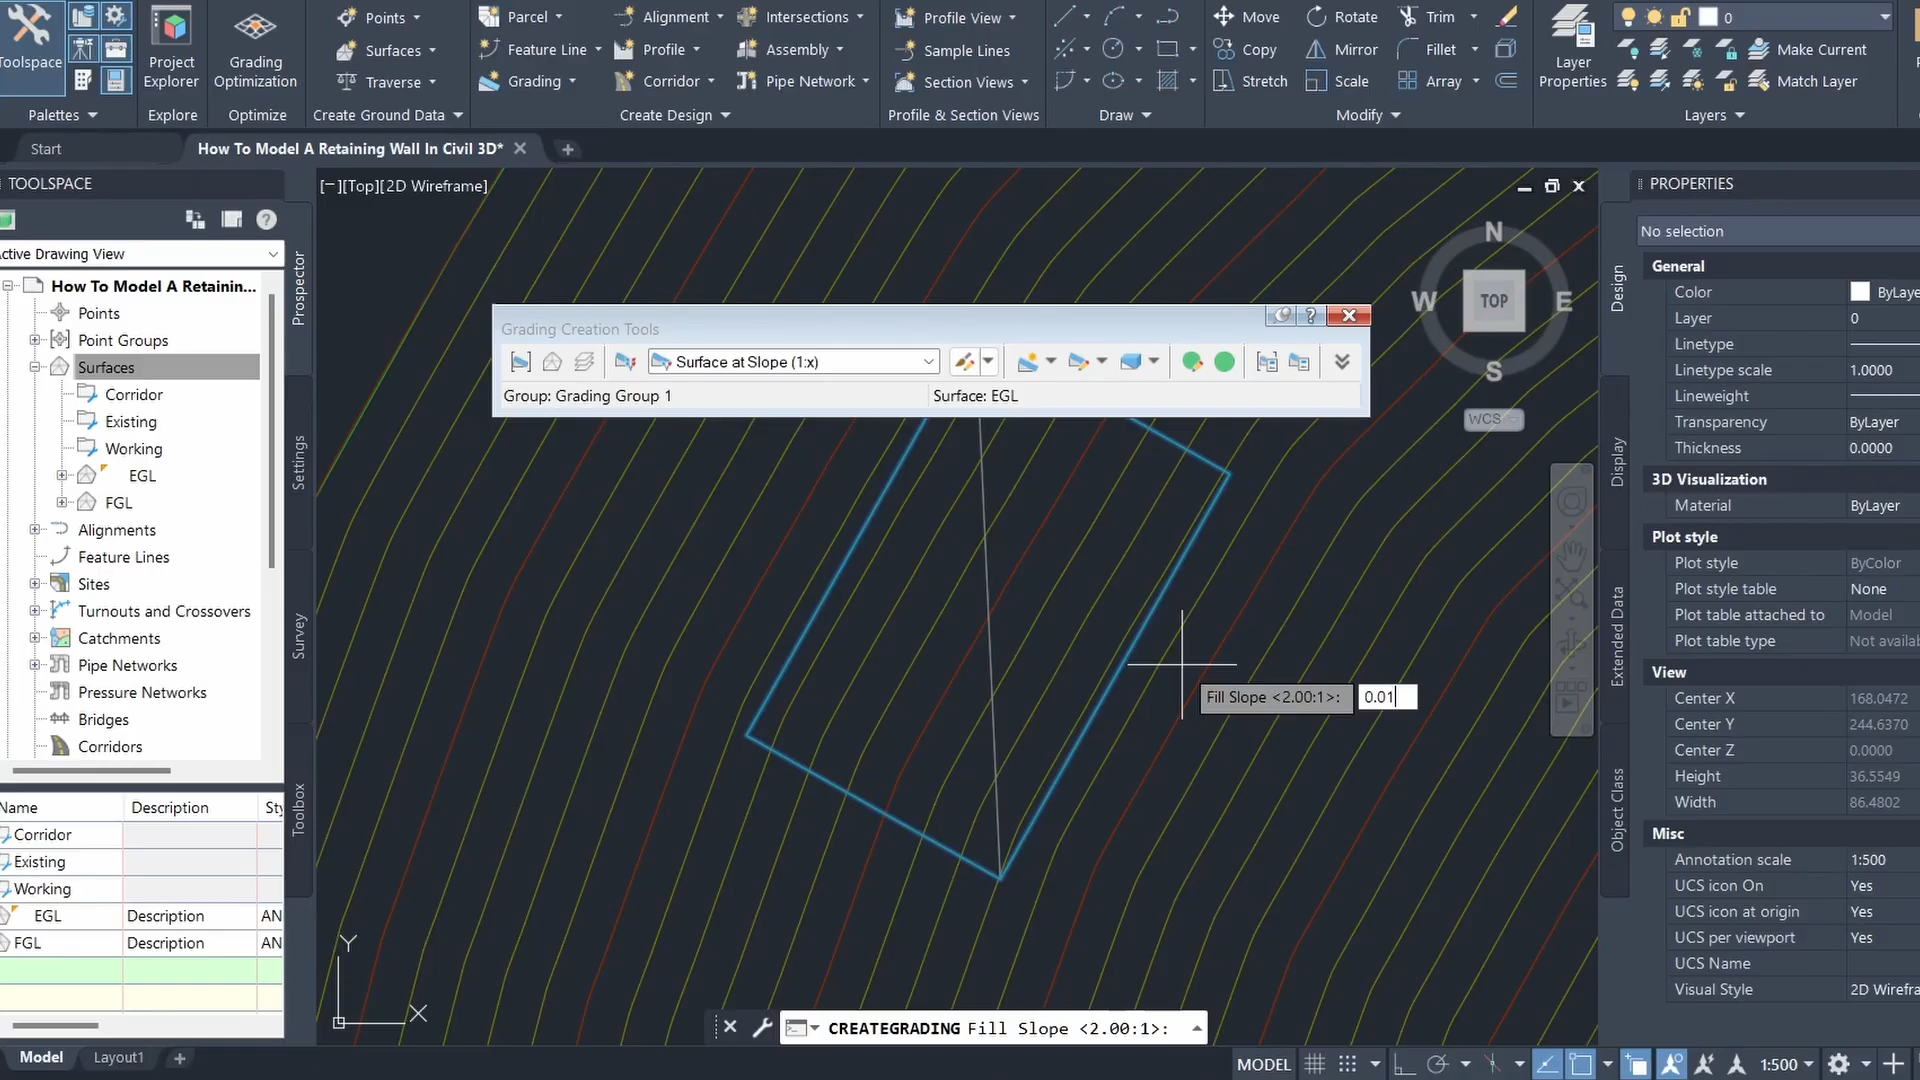 Toolspace
Palettes
Project
Explorer
Explore
Grading
Optimization
Optimize
Points
Surfaces
Traverse
Create Ground Data
Parcel
Feature Line
Grading
Alignment
Profile
Corridor
Intersections
Assembly
Pipe Network
Create Design
Profile View
Sample Lines
Section Views
Profile & Section Views
Draw
Move
Copy
Stretch
Rotate
Mirror
Scale
Trim
Fillet
Array
Modify
Layer
Properties
0
Make Current
Match Layer
Layers
Start
How To Model A Retaining Wall In Civil 3D*
TOOLSPACE
ctive Drawing View
How To Model A Retainin...
Points
Point Groups
Surfaces
Corridor
Existing
Working
EGL
FGL
Alignments
Feature Lines
Sites
Turnouts and Crossovers
Catchments
Pipe Networks
Pressure Networks
Bridges
Corridors
Prospector
Settings
Survey
Toolbox
Name Description Sty
Corridor
Existing
Working
EGL Description AN
FGL Description AN
[−][Top][2D Wireframe]
Grading Creation Tools
Surface at Slope (1:x)
Group: Grading Group 1
Surface: EGL
N
W TOP E
S
WCS
Fill Slope <2.00:1>: 0.01
Y
X
CREATEGRADING Fill Slope <2.00:1>:
PROPERTIES
No selection
Design
Display
Extended Data
Object Class
General
Color ByLaye
Layer 0
Linetype
Linetype scale 1.0000
Lineweight
Transparency ByLayer
Thickness 0.0000
3D Visualization
Material ByLayer
Plot style
Plot style ByColor
Plot style table None
Plot table attached to Model
Plot table type Not availab
View
Center X 168.0472
Center Y 244.6370
Center Z 0.0000
Height 36.5549
Width 86.4802
Misc
Annotation scale 1:500
UCS icon On Yes
UCS icon at origin Yes
UCS per viewport Yes
UCS Name
Visual Style 2D Wirefra
Model Layout1
MODEL 1:500